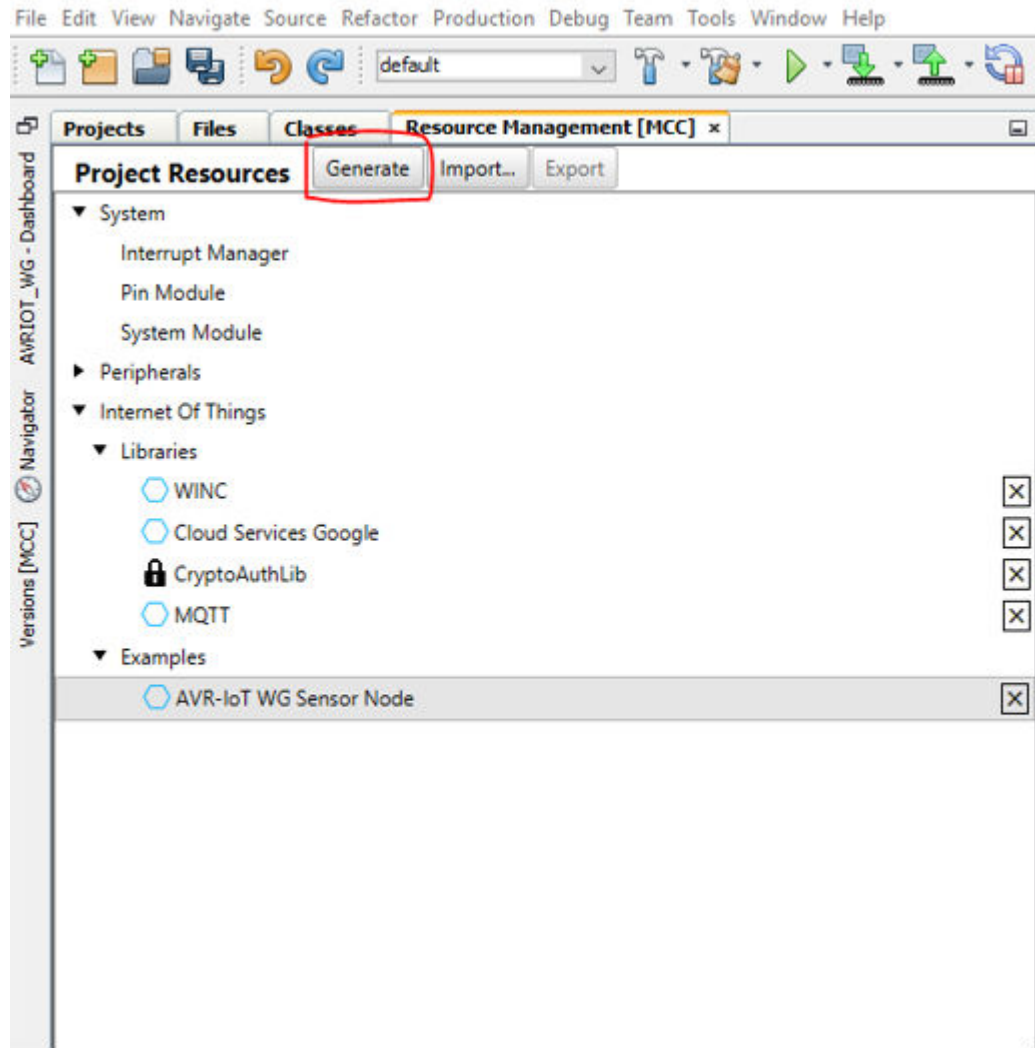 File Edit View Navigate Source Refactor Production Debug Team Tools Window Help
default
Projects Files Classes Resource Management [MCC] ×
Project Resources Generate Import... Export
System
Interrupt Manager
Pin Module
System Module
Peripherals
Internet Of Things
Libraries
WINC
Cloud Services Google
CryptoAuthLib
MQTT
Examples
AVR-IoT WG Sensor Node
AVRIOT_WG - Dashboard
Navigator
Versions [MCC]